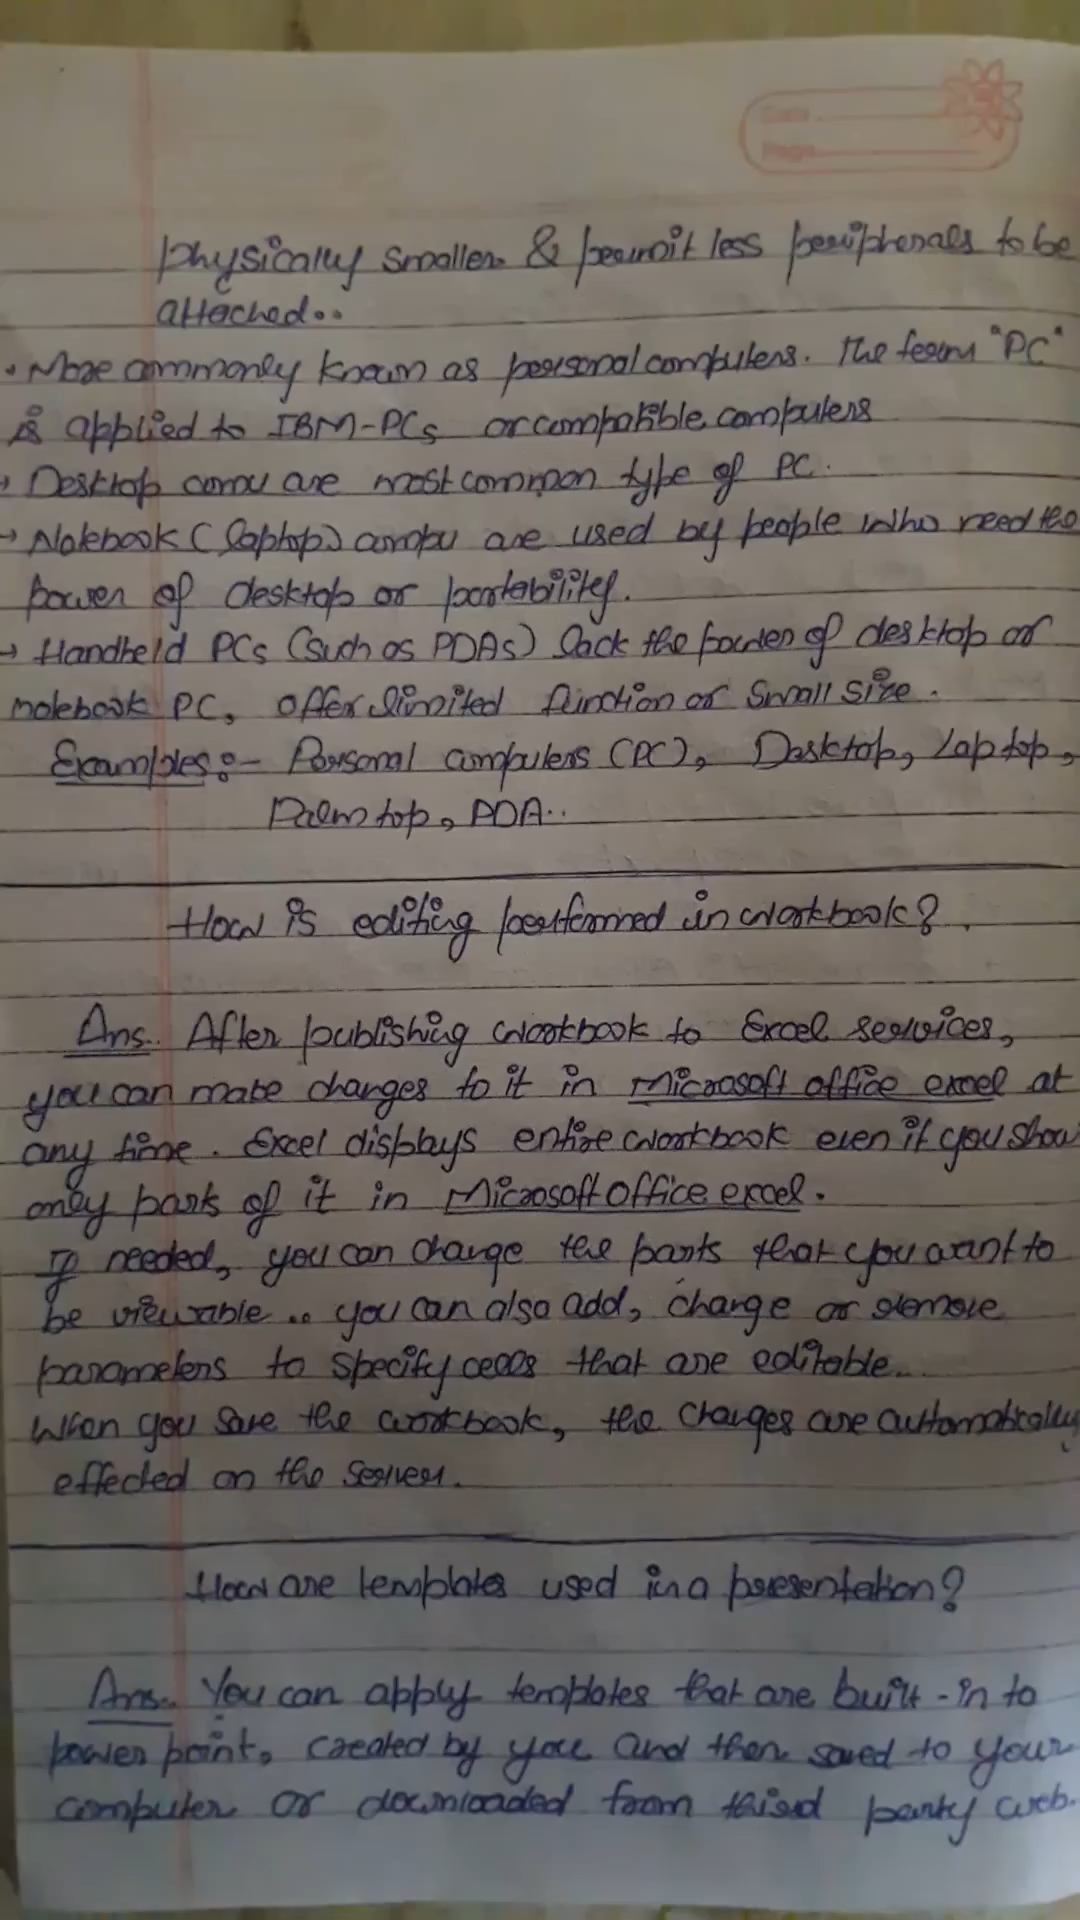 Date
Page
physically smaller & permit less peripherals to be
attached..
. More commonly known as personal computers. The term "PC"
is applied to IBM-PCs or compatible computers
→ Desktop comu are most common type of PC.
→ Notebook (laptop) compu are used by people who need the
power of desktop or portability.
→ Handheld PCs (such as PDAs) lack the power of desktop or
notebook PC, offer limited function or small size.
Examples:- Personal computers (PC), Desktop, Laptop,
Palm top, PDA..
How is editing performed in workbook?
Ans. After publishing workbook to Excel services,
you can make changes to it in Microsoft office excel at
any time. Excel displays entire workbook even if you show
only parts of it in Microsoft office excel.
If needed, you can change the parts that you want to
be viewable.. you can also add, change or remove
parameters to specify cells that are editable..
When you save the workbook, the changes are automatically
effected on the server.
How are templates used in a presentation?
Ans. You can apply templates that are built-in to
power point, created by you and then saved to your
computer or downloaded from third party web.